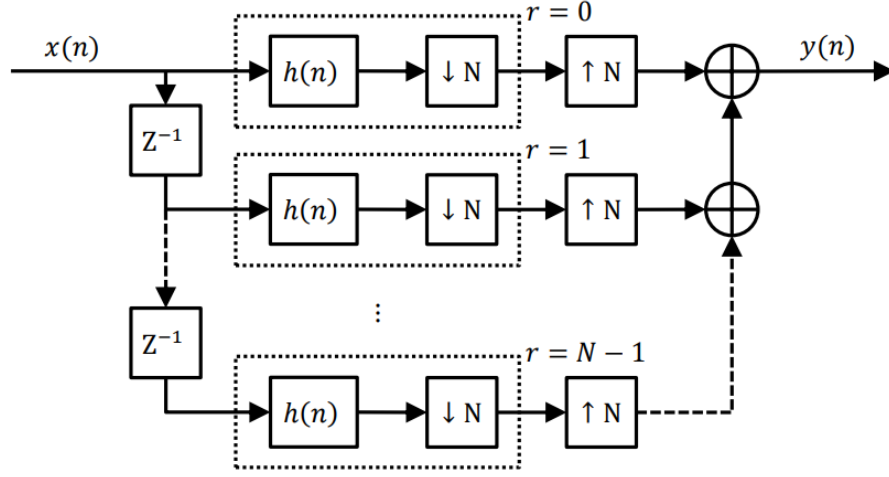 r = 0
x(n)
h(n)
↓ N
↑ N
y(n)
Z⁻¹
r = 1
h(n)
↓ N
↑ N
⋮
Z⁻¹
r = N − 1
h(n)
↓ N
↑ N